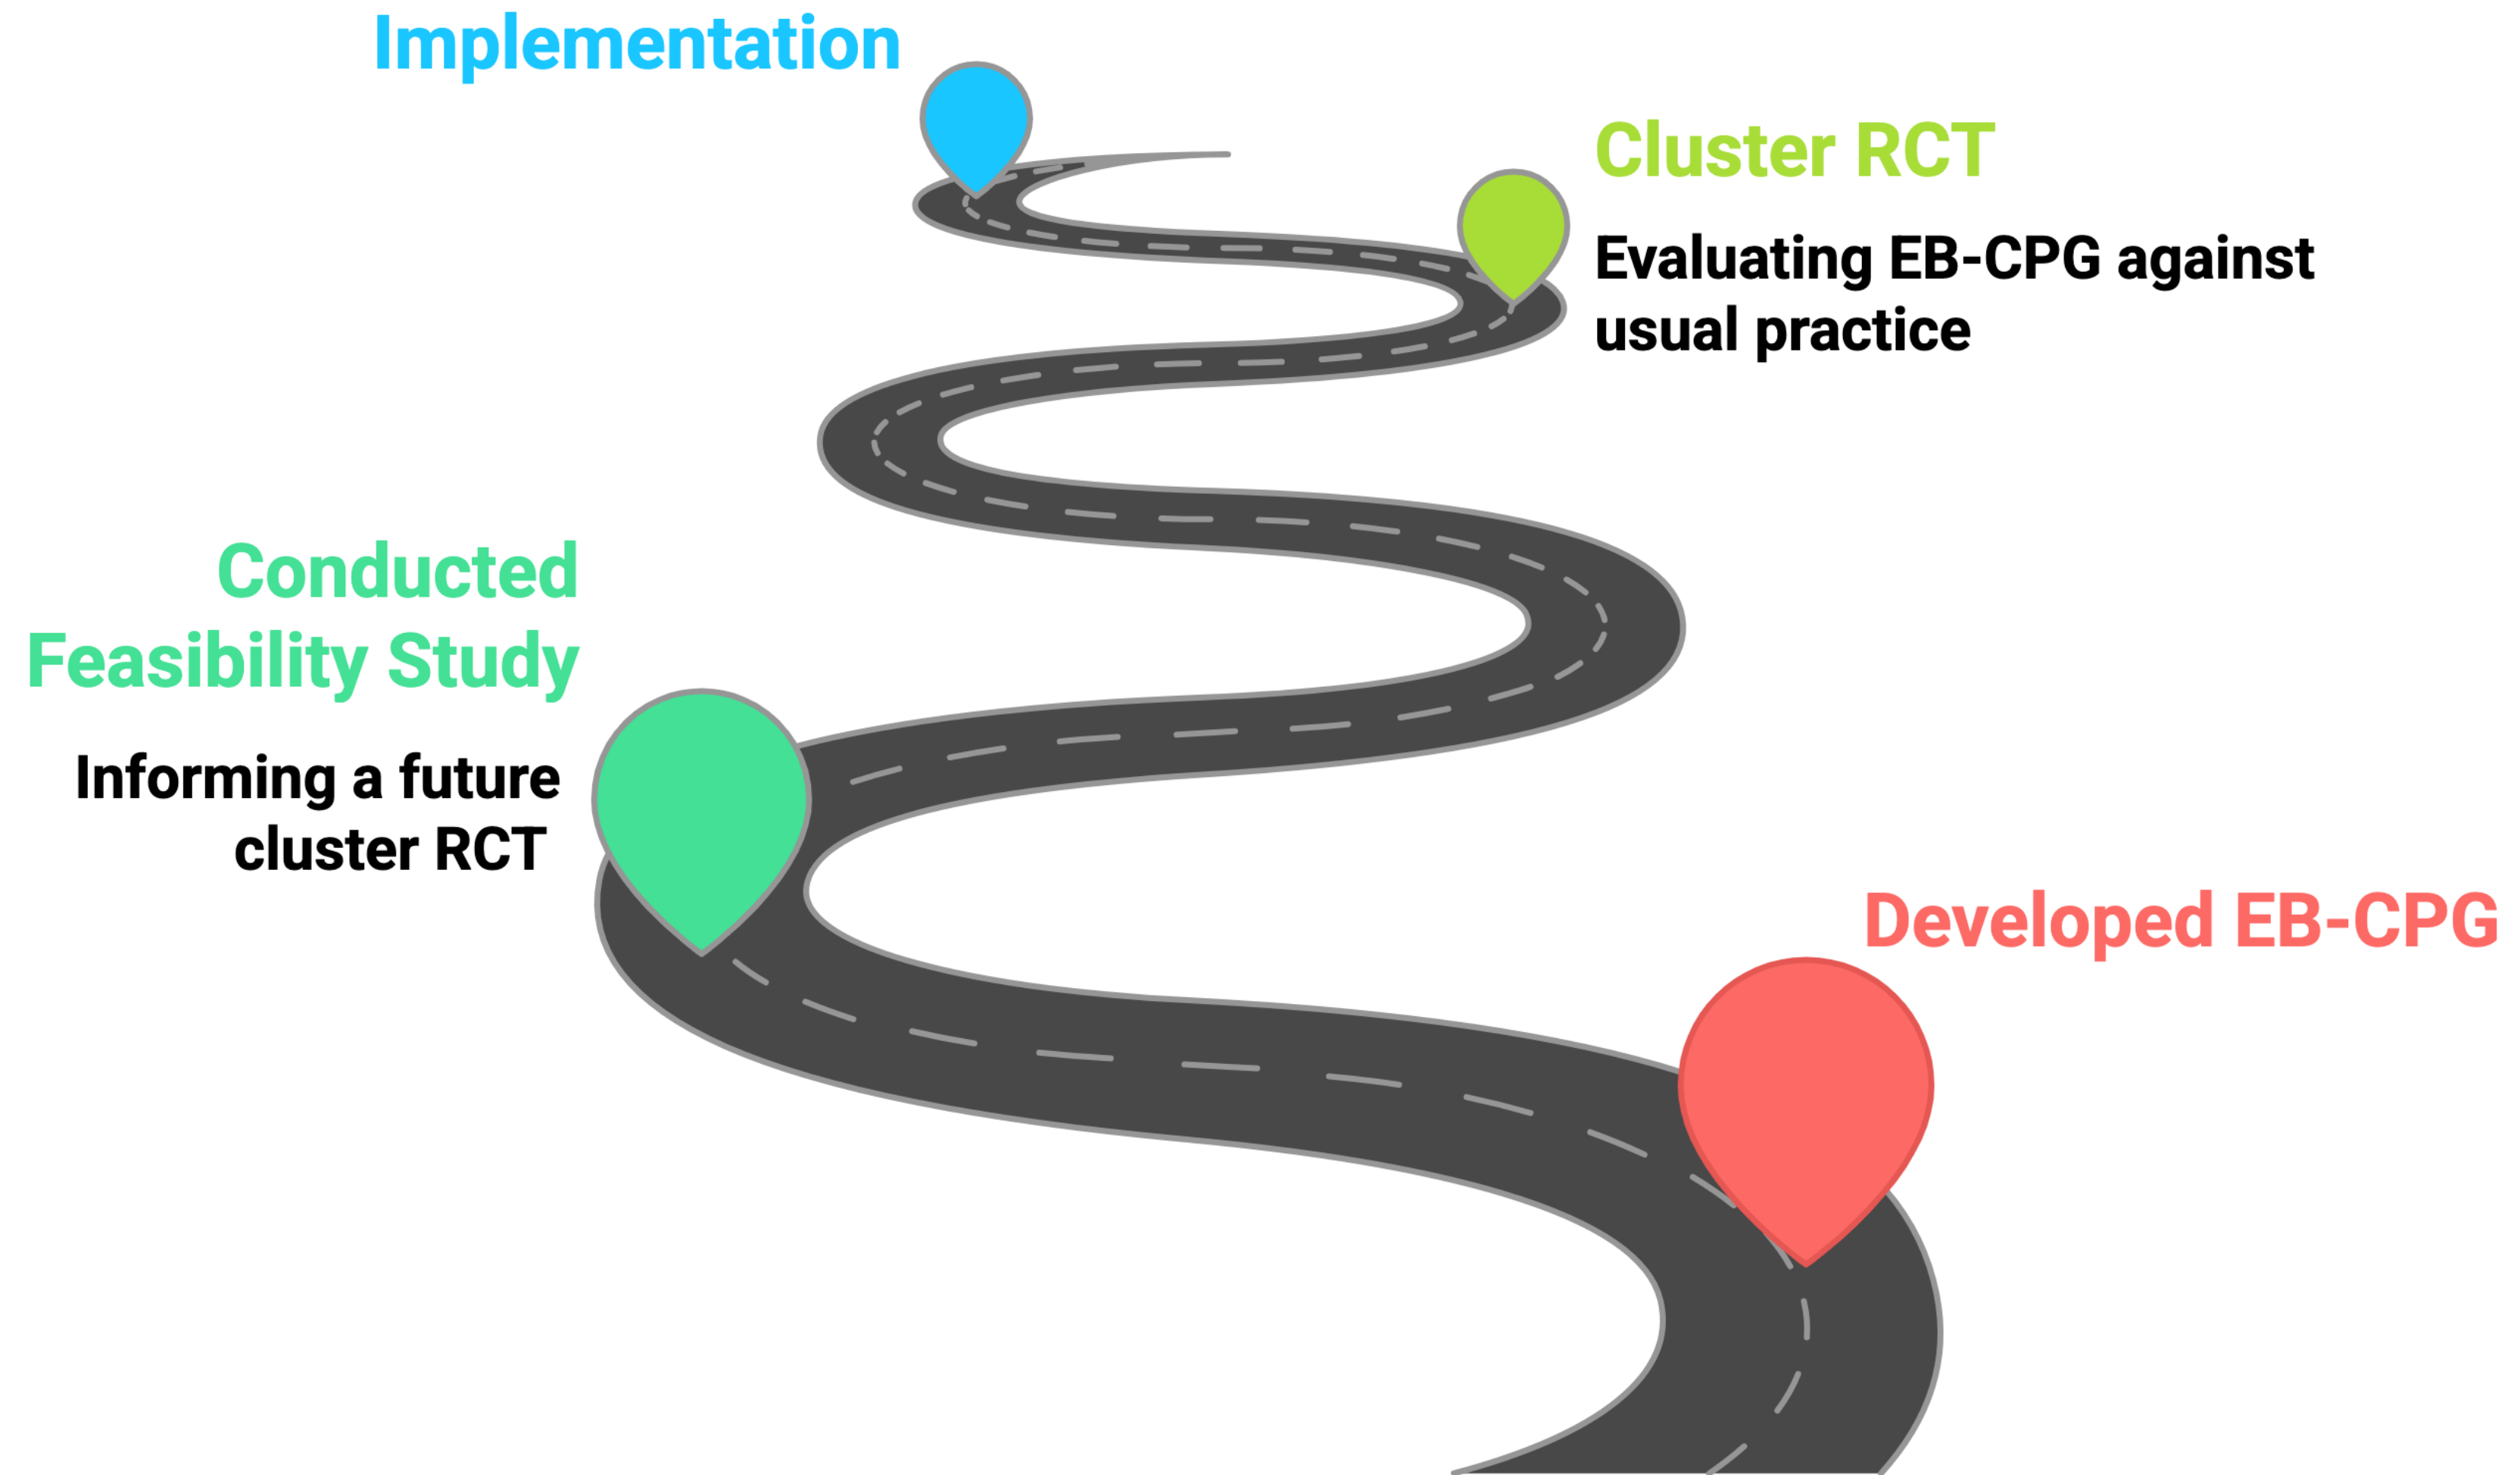 Implementation
Cluster RCT
Evaluating EB-CPG against
usual practice
Conducted
Feasibility Study
Informing a future
cluster RCT
Developed EB-CPG